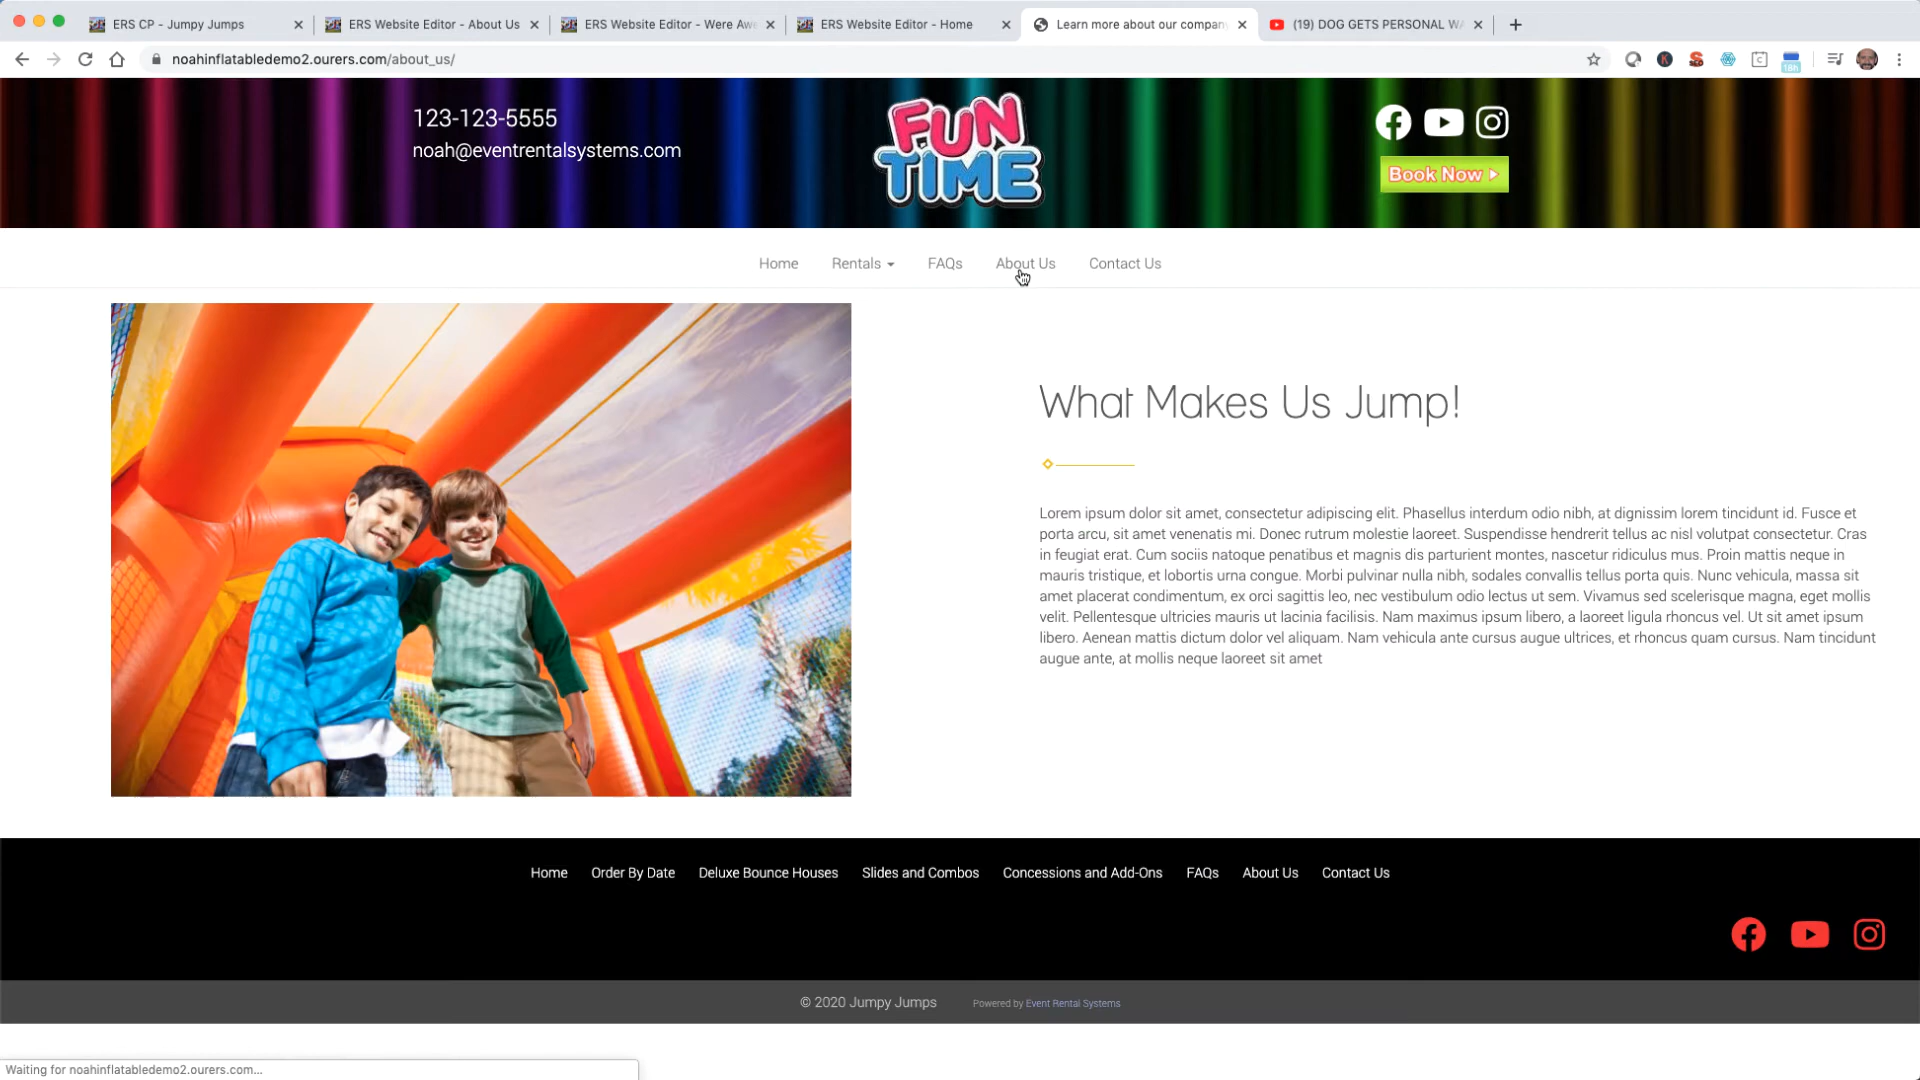 ERS CP - Jumpy Jumps
ERS Website Editor - About Us
ERS Website Editor - Were Awe
ERS Website Editor - Home
Learn more about our company
(19) DOG GETS PERSONAL WA
noahinflatabledemo2.ourers.com/about_us/
123-123-5555
noah@eventrentalsystems.com
FUN
TIME
Book Now
Home Rentals FAQs About Us Contact Us
What Makes Us Jump!
Lorem ipsum dolor sit amet, consectetur adipiscing elit. Phasellus interdum odio nibh, at dignissim lorem tincidunt id. Fusce et
porta arcu, sit amet venenatis mi. Donec rutrum molestie laoreet. Suspendisse hendrerit tellus ac nisl volutpat consectetur. Cras
in feugiat erat. Cum sociis natoque penatibus et magnis dis parturient montes, nascetur ridiculus mus. Proin mattis neque in
mauris tristique, et lobortis urna congue. Morbi pulvinar nulla nibh, sodales convallis tellus porta quis. Nunc vehicula, massa sit
amet placerat condimentum, ex orci sagittis leo, nec vestibulum odio lectus ut sem. Vivamus sed scelerisque magna, eget mollis
velit. Pellentesque ultricies mauris ut lacinia facilisis. Nam maximus ipsum libero, a laoreet ligula rhoncus vel. Ut sit amet ipsum
libero. Aenean mattis dictum dolor vel aliquam. Nam vehicula ante cursus augue ultrices, et rhoncus quam cursus. Nam tincidunt
augue ante, at mollis neque laoreet sit amet
Home Order By Date Deluxe Bounce Houses Slides and Combos Concessions and Add-Ons FAQs About Us Contact Us
© 2020 Jumpy Jumps Powered by Event Rental Systems
Waiting for noahinflatabledemo2.ourers.com...